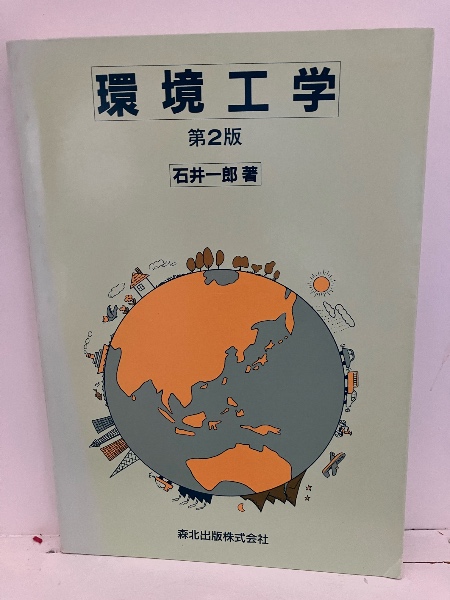 環境工学
第2版
石井一郎 著
森北出版株式会社